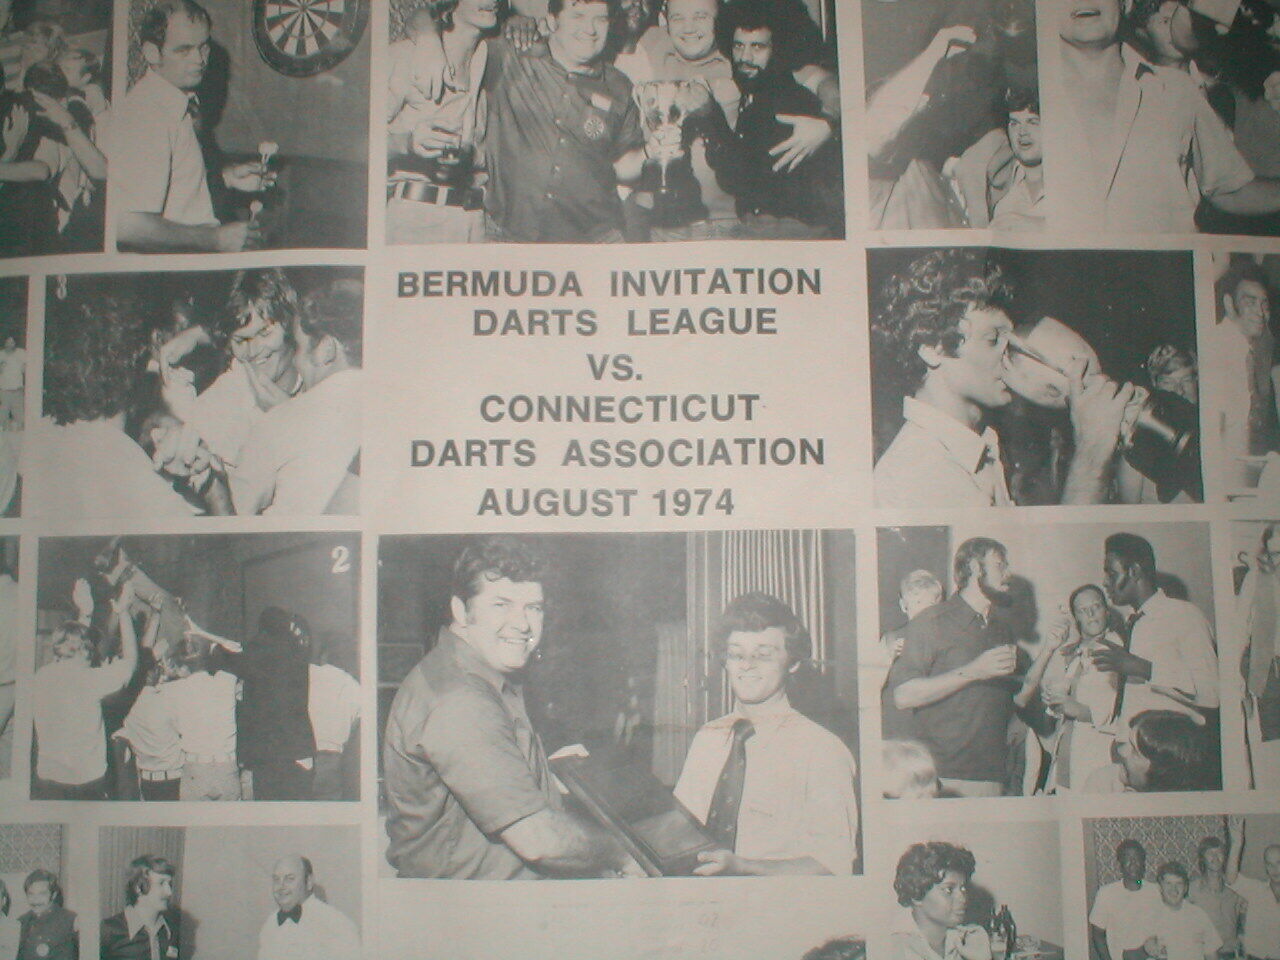 BERMUDA INVITATION
DARTS LEAGUE
VS.
CONNECTICUT
DARTS ASSOCIATION
AUGUST 1974
2